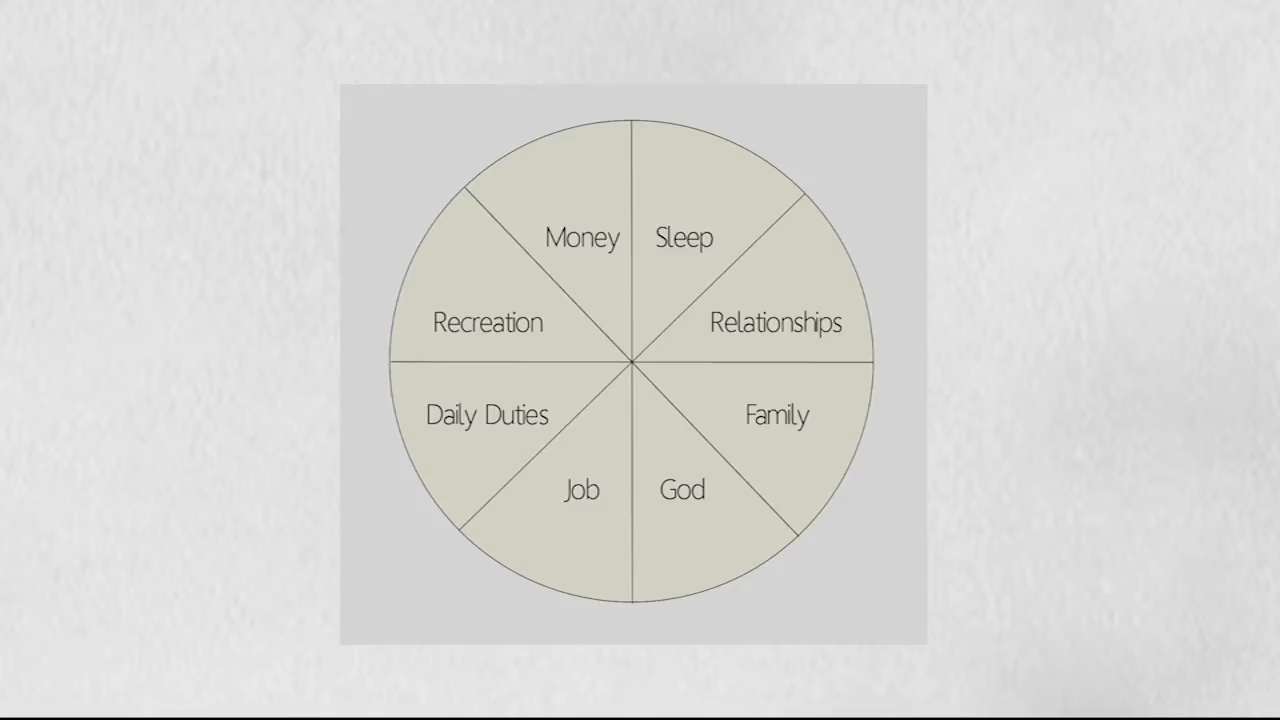 Money
Sleep
Recreation
Relationships
Daily Duties
Family
Job
God